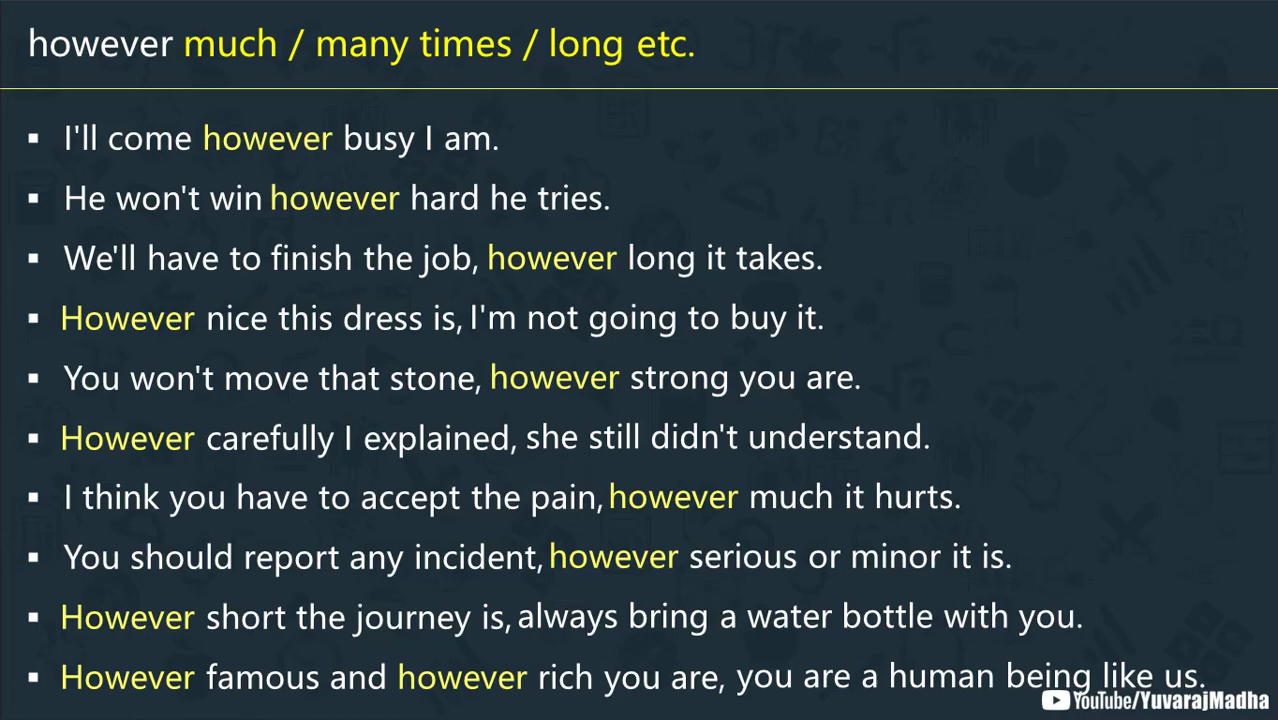 however much / many times / long etc.
▪ I'll come however busy I am.
▪ He won't win however hard he tries.
▪ We'll have to finish the job, however long it takes.
▪ However nice this dress is, I'm not going to buy it.
▪ You won't move that stone, however strong you are.
▪ However carefully I explained, she still didn't understand.
▪ I think you have to accept the pain, however much it hurts.
▪ You should report any incident, however serious or minor it is.
▪ However short the journey is, always bring a water bottle with you.
▪ However famous and however rich you are, you are a human being like us.
YouTube/YuvarajMadha